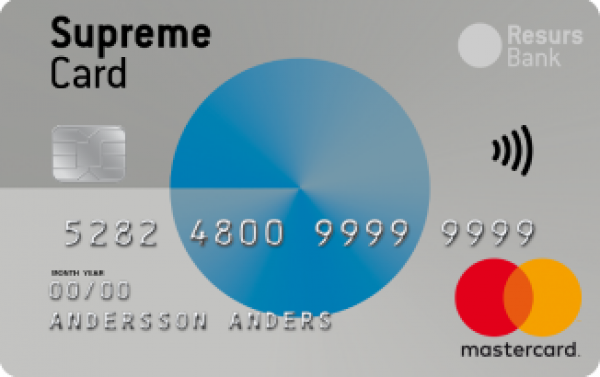 Supreme
Card
Resurs
Bank
5282 4800 9999 9999
MONTH YEAR
00/00
ANDERSSON ANDERS
mastercard.